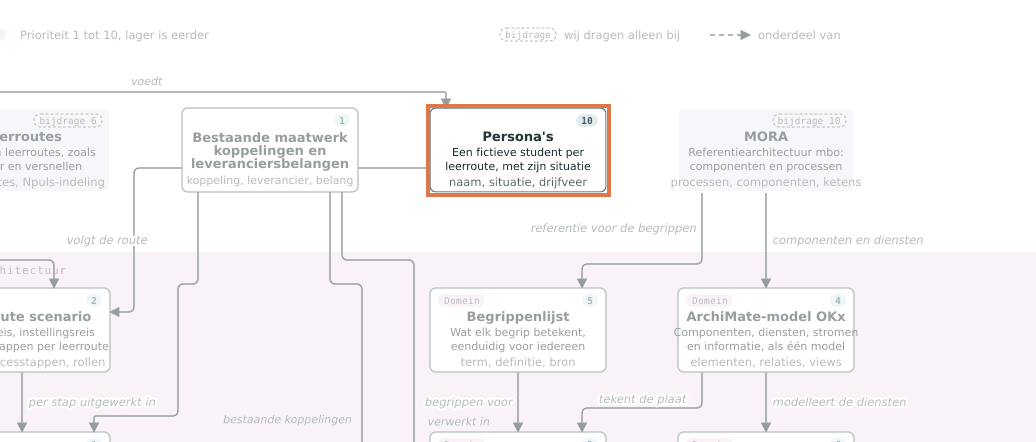 Prioriteit 1 tot 10, lager is eerder
bijdrage wij dragen alleen bij
onderdeel van
voedt
bijdrage 6
erroutes
leerroutes, zoals
r en versnellen
es, Npuls-indeling
1
Bestaande maatwerk
koppelingen en
leveranciersbelangen
koppeling, leverancier, belang
10
Persona's
Een fictieve student per
leerroute, met zijn situatie
naam, situatie, drijfveer
bijdrage 10
MORA
Referentiearchitectuur mbo:
componenten en processen
processen, componenten, ketens
volgt de route
referentie voor de begrippen
componenten en diensten
hitectuur
2
ute scenario
eis, instellingsreis
appen per leerroute
cesstappen, rollen
Domein 5
Begrippenlijst
Wat elk begrip betekent,
eenduidig voor iedereen
term, definitie, bron
Domein 4
ArchiMate-model OKx
Componenten, diensten, stromen
en informatie, als één model
elementen, relaties, views
per stap uitgewerkt in
bestaande koppelingen
begrippen voor
verwerkt in
tekent de plaat
modelleert de diensten